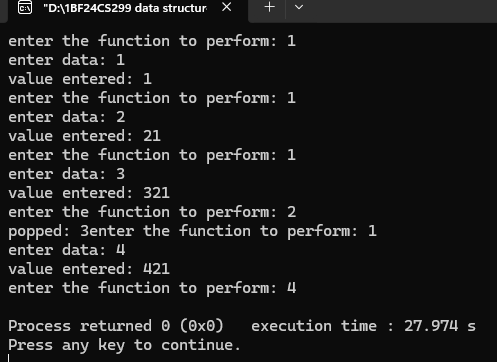 "D:\1BF24CS299 data structur
enter the function to perform: 1
enter data: 1
value entered: 1
enter the function to perform: 1
enter data: 2
value entered: 21
enter the function to perform: 1
enter data: 3
value entered: 321
enter the function to perform: 2
popped: 3enter the function to perform: 1
enter data: 4
value entered: 421
enter the function to perform: 4
Process returned 0 (0x0)   execution time : 27.974 s
Press any key to continue.